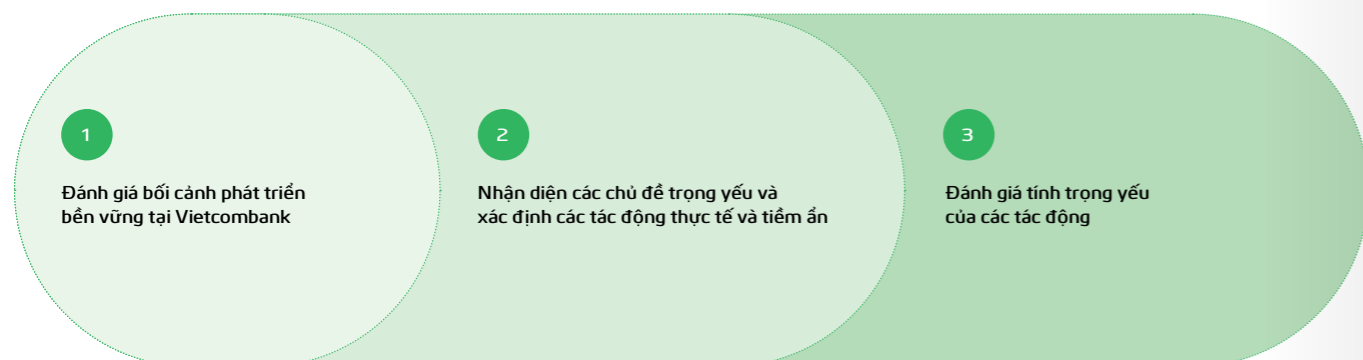 1
Đánh giá bối cảnh phát triển
bền vững tại Vietcombank
2
Nhận diện các chủ đề trọng yếu và
xác định các tác động thực tế và tiềm ẩn
3
Đánh giá tính trọng yếu
của các tác động